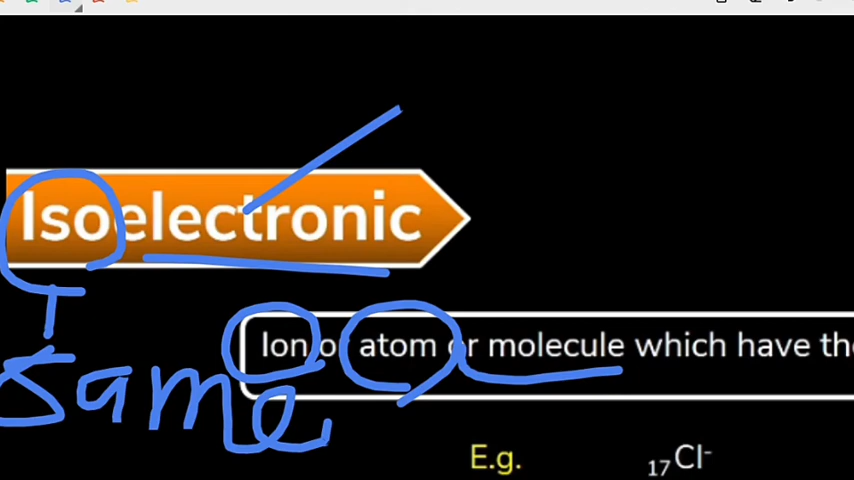 Isoelectronic
Ion or atom or molecule which have the
same
E.g. ₁₇Cl⁻